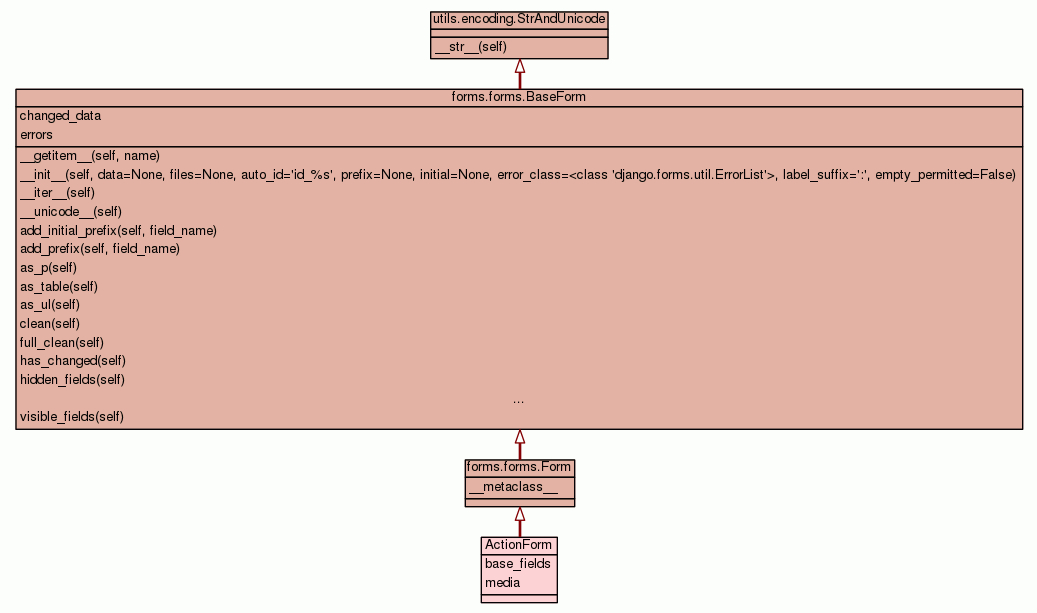 utils.encoding.StrAndUnicode
__str__(self)
forms.forms.BaseForm
changed_data
errors
__getitem__(self, name)
__init__(self, data=None, files=None, auto_id='id_%s', prefix=None, initial=None, error_class=<class 'django.forms.util.ErrorList'>, label_suffix=':', empty_permitted=False)
__iter__(self)
__unicode__(self)
add_initial_prefix(self, field_name)
add_prefix(self, field_name)
as_p(self)
as_table(self)
as_ul(self)
clean(self)
full_clean(self)
has_changed(self)
hidden_fields(self)
...
visible_fields(self)
forms.forms.Form
__metaclass__
ActionForm
base_fields
media